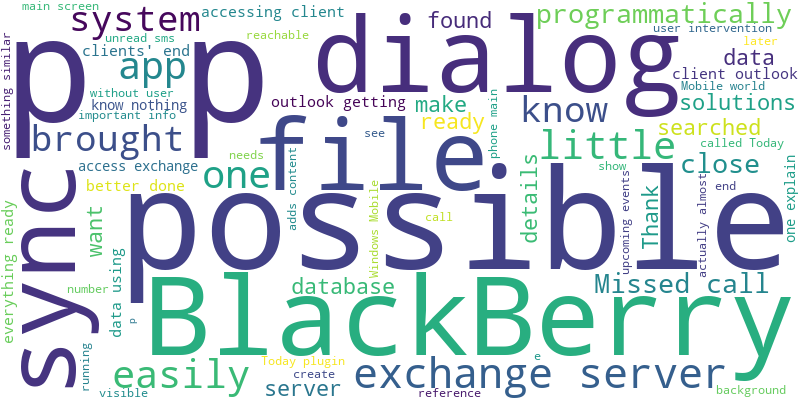 main screen
accessing client
found
programmatically
system
unread sms
reachable
user intervention
later
something similar
p p
dialog
clients' end
app
data
client outlook
without user
know nothing
important info
outlook getting
make
know
Mobile world
solutions
brought
file
ready
searched
called Today
see
phone main
little
access exchange
needs
one
close
show
better done
adds content
details
Thank
upcoming events
actually almost
end
one explain
sync
possible
want
Windows Mobile
call
everything ready
data using
number
database
BlackBerry
Missed call
p
easily
Today plugin
e
exchange server
running
create
server
visible
reference
background